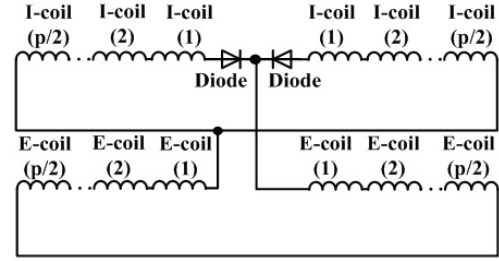 I-coil I-coil I-coil I-coil I-coil I-coil
(p/2) (2) (1) (1) (2) (p/2)
Diode Diode
E-coil E-coil E-coil E-coil E-coil E-coil
(p/2) (2) (1) (1) (2) (p/2)